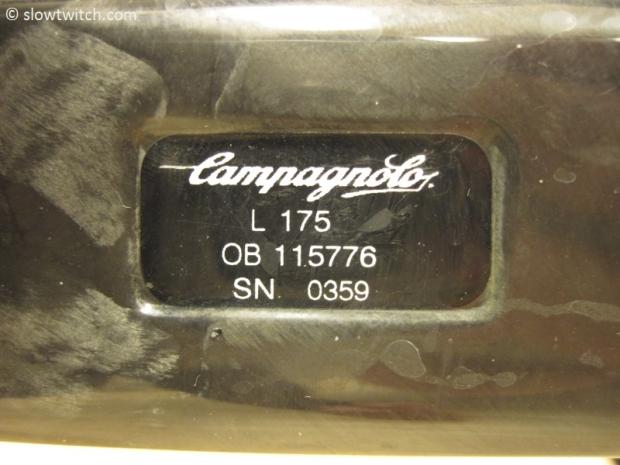 © slowtwitch.com
Campagnolo
L 175
OB 115776
SN 0359